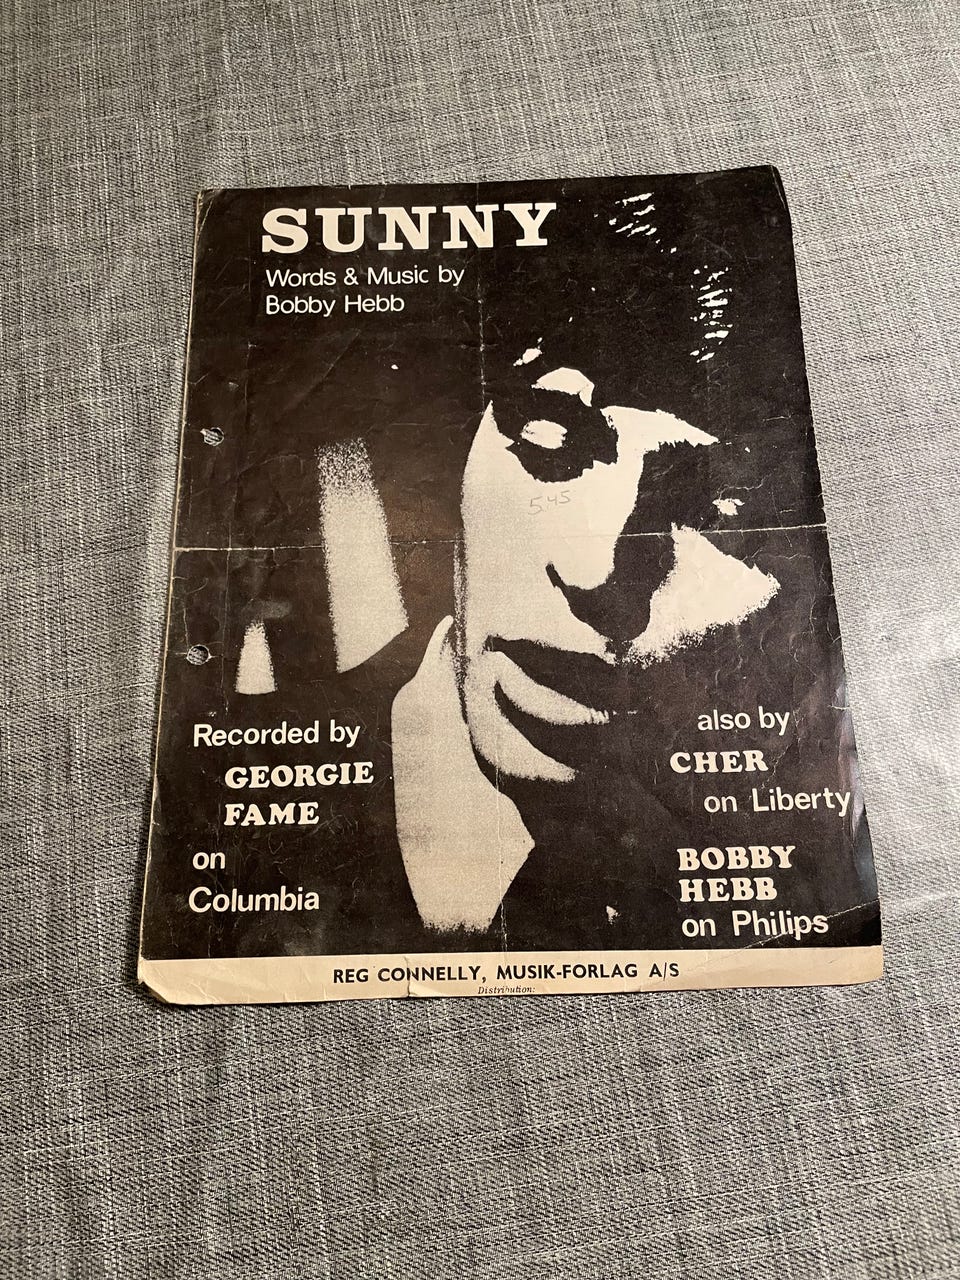 SUNNY
Words & Music by
Bobby Hebb
5.45
Recorded by
GEORGIE
FAME
on
Columbia
also by
CHER
on Liberty
BOBBY
HEBB
on Philips
REG CONNELLY, MUSIK-FORLAG A/S
Distribution: